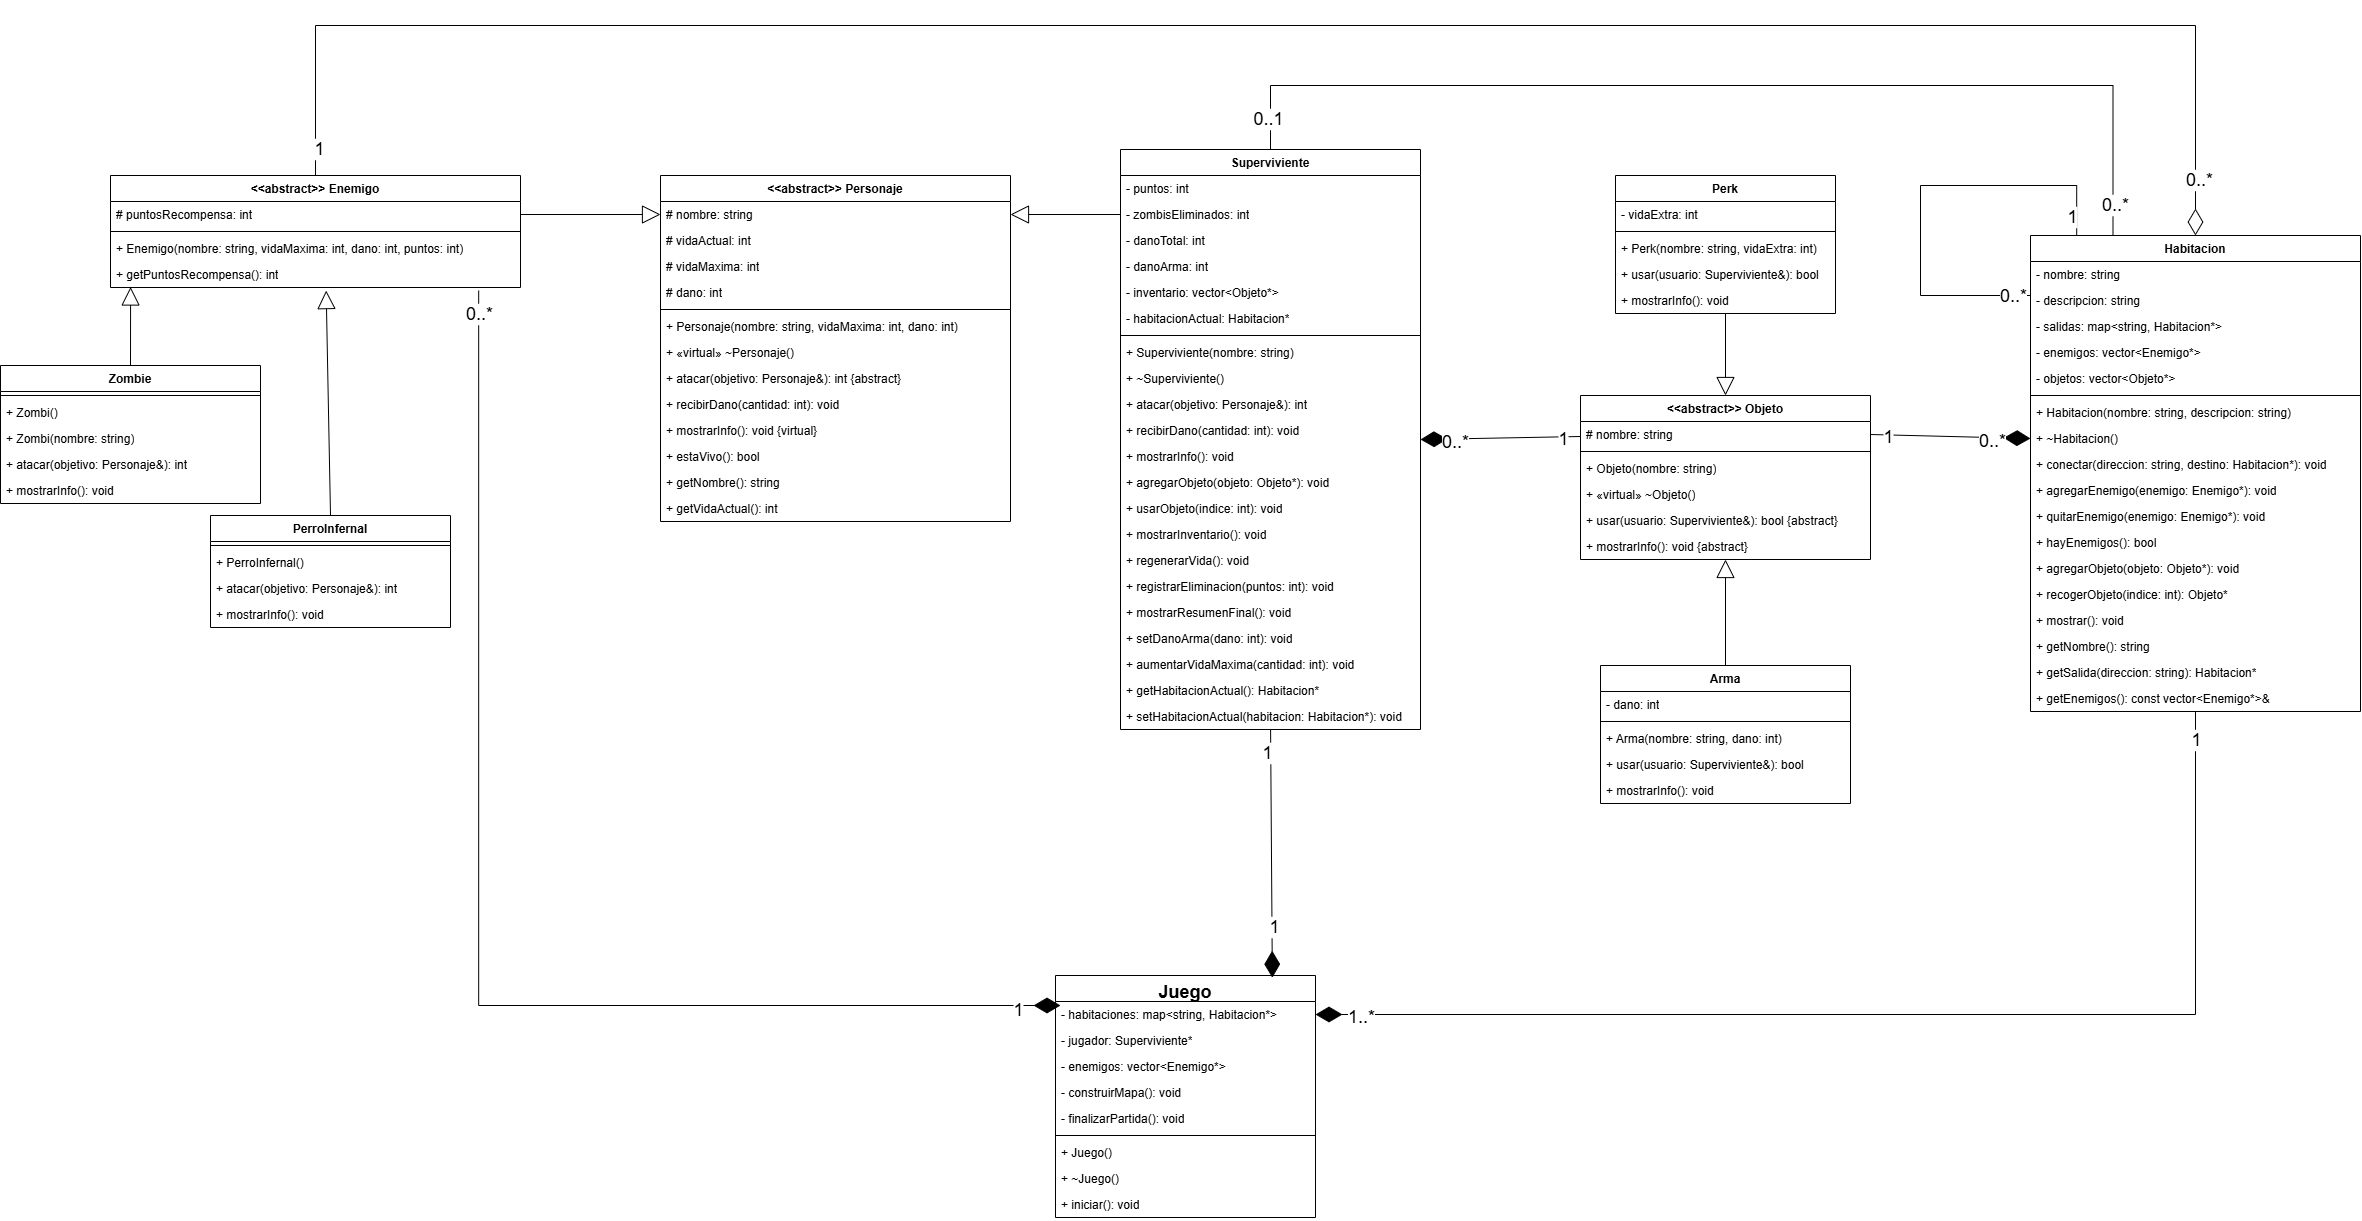 1
0..1
0..*
0..*
1
0..*
<<abstract>> Enemigo
# puntosRecompensa: int
+ Enemigo(nombre: string, vidaMaxima: int, dano: int, puntos: int)
+ getPuntosRecompensa(): int
0..*
Zombie
+ Zombi()
+ Zombi(nombre: string)
+ atacar(objetivo: Personaje&): int
+ mostrarInfo(): void
PerroInfernal
+ PerroInfernal()
+ atacar(objetivo: Personaje&): int
+ mostrarInfo(): void
<<abstract>> Personaje
# nombre: string
# vidaActual: int
# vidaMaxima: int
# dano: int
+ Personaje(nombre: string, vidaMaxima: int, dano: int)
+ «virtual» ~Personaje()
+ atacar(objetivo: Personaje&): int {abstract}
+ recibirDano(cantidad: int): void
+ mostrarInfo(): void {virtual}
+ estaVivo(): bool
+ getNombre(): string
+ getVidaActual(): int
Superviviente
- puntos: int
- zombisEliminados: int
- danoTotal: int
- danoArma: int
- inventario: vector<Objeto*>
- habitacionActual: Habitacion*
+ Superviviente(nombre: string)
+ ~Superviviente()
+ atacar(objetivo: Personaje&): int
+ recibirDano(cantidad: int): void
+ mostrarInfo(): void
+ agregarObjeto(objeto: Objeto*): void
+ usarObjeto(indice: int): void
+ mostrarInventario(): void
+ regenerarVida(): void
+ registrarEliminacion(puntos: int): void
+ mostrarResumenFinal(): void
+ setDanoArma(dano: int): void
+ aumentarVidaMaxima(cantidad: int): void
+ getHabitacionActual(): Habitacion*
+ setHabitacionActual(habitacion: Habitacion*): void
0..*
1
Perk
- vidaExtra: int
+ Perk(nombre: string, vidaExtra: int)
+ usar(usuario: Superviviente&): bool
+ mostrarInfo(): void
<<abstract>> Objeto
# nombre: string
+ Objeto(nombre: string)
+ «virtual» ~Objeto()
+ usar(usuario: Superviviente&): bool {abstract}
+ mostrarInfo(): void {abstract}
1
0..*
Arma
- dano: int
+ Arma(nombre: string, dano: int)
+ usar(usuario: Superviviente&): bool
+ mostrarInfo(): void
Habitacion
- nombre: string
- descripcion: string
- salidas: map<string, Habitacion*>
- enemigos: vector<Enemigo*>
- objetos: vector<Objeto*>
+ Habitacion(nombre: string, descripcion: string)
+ ~Habitacion()
+ conectar(direccion: string, destino: Habitacion*): void
+ agregarEnemigo(enemigo: Enemigo*): void
+ quitarEnemigo(enemigo: Enemigo*): void
+ hayEnemigos(): bool
+ agregarObjeto(objeto: Objeto*): void
+ recogerObjeto(indice: int): Objeto*
+ mostrar(): void
+ getNombre(): string
+ getSalida(direccion: string): Habitacion*
+ getEnemigos(): const vector<Enemigo*>&
1
1
1
1
1..*
Juego
- habitaciones: map<string, Habitacion*>
- jugador: Superviviente*
- enemigos: vector<Enemigo*>
- construirMapa(): void
- finalizarPartida(): void
+ Juego()
+ ~Juego()
+ iniciar(): void